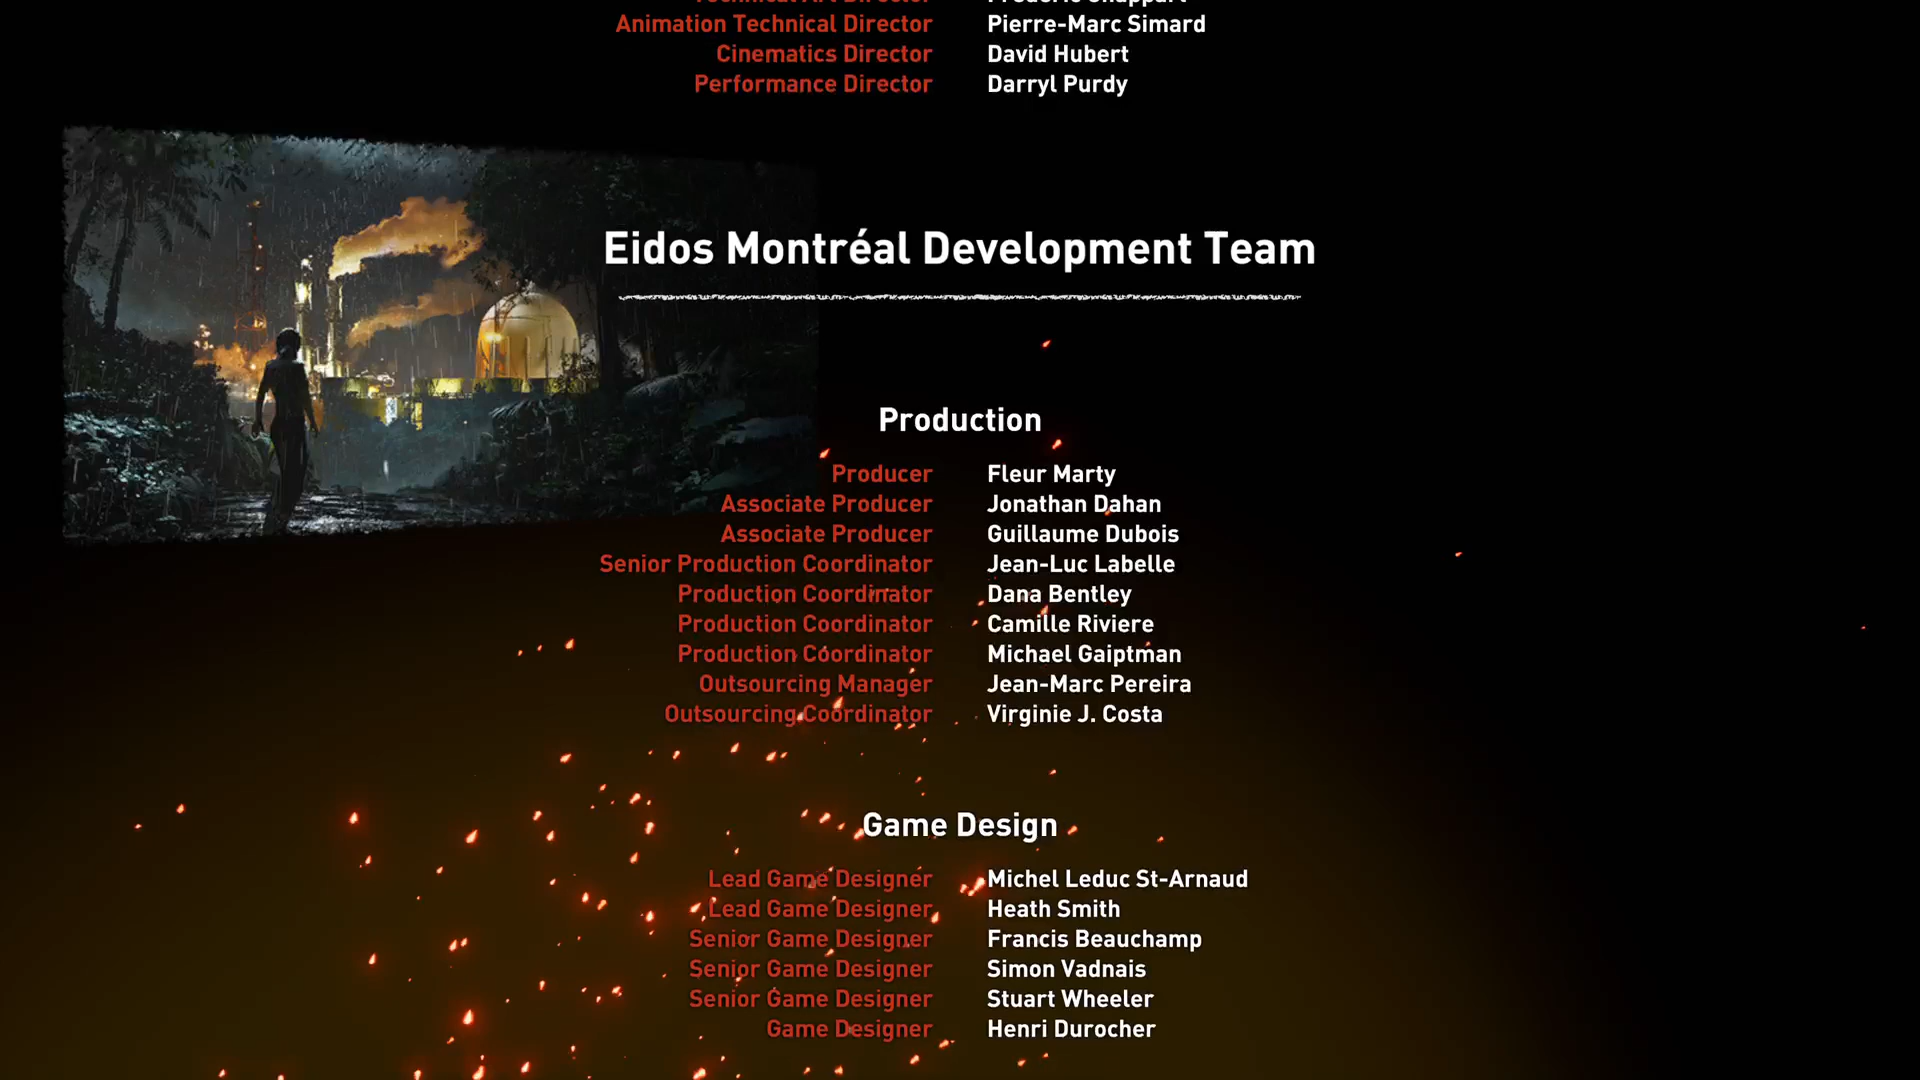 Animation Technical Director Pierre-Marc Simard
Cinematics Director David Hubert
Performance Director Darryl Purdy
Eidos Montréal Development Team
Production
Producer Fleur Marty
Associate Producer Jonathan Dahan
Associate Producer Guillaume Dubois
Senior Production Coordinator Jean-Luc Labelle
Production Coordinator Dana Bentley
Production Coordinator Camille Riviere
Production Coordinator Michael Gaiptman
Outsourcing Manager Jean-Marc Pereira
Outsourcing Coordinator Virginie J. Costa
Game Design
Lead Game Designer Michel Leduc St-Arnaud
Lead Game Designer Heath Smith
Senior Game Designer Francis Beauchamp
Senior Game Designer Simon Vadnais
Senior Game Designer Stuart Wheeler
Game Designer Henri Durocher